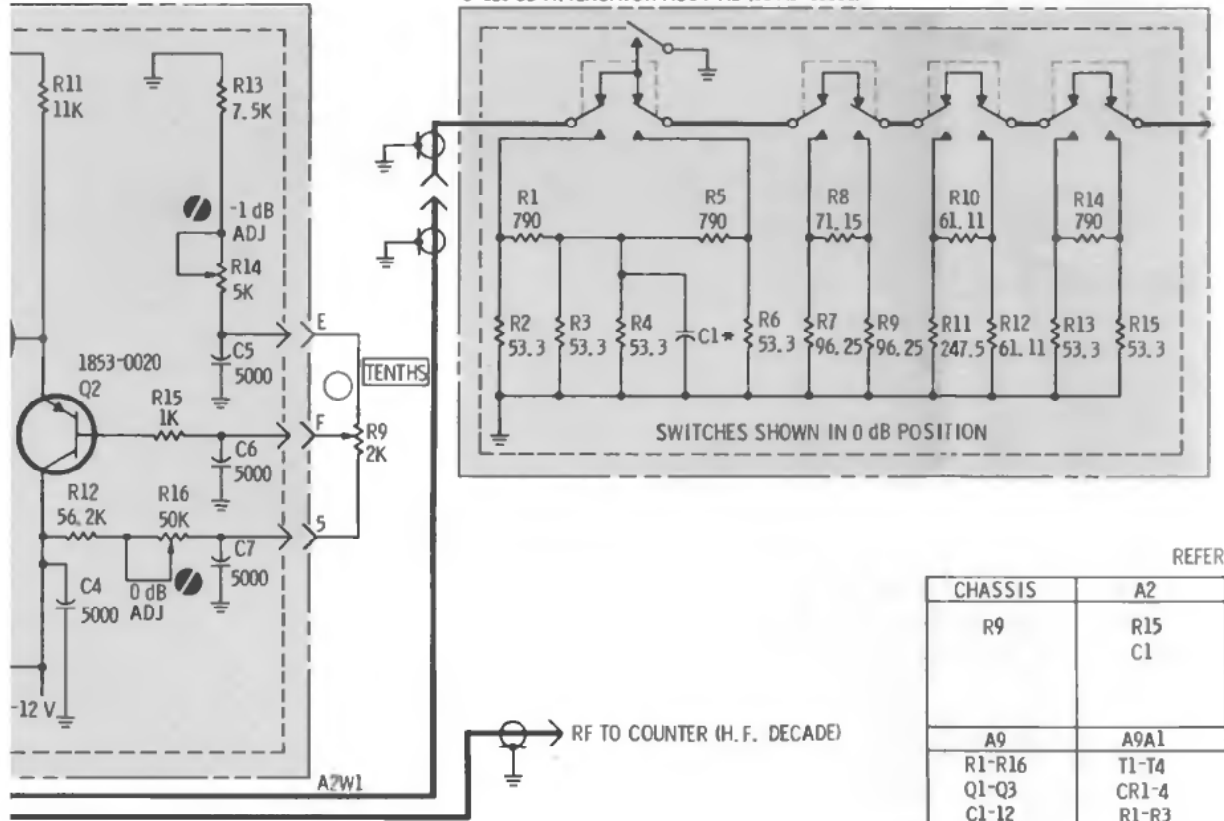 R11
11K
R13
7.5K
-1 dB
ADJ
R14
5K
E
C5
5000
1853-0020
Q2
R15
1K
TENTHS
F
R9
2K
C6
5000
R12
56.2K
R16
50K
S
C7
5000
0 dB
ADJ
C4
5000
-12 V
A2W1
R1
790
R5
790
R8
71.15
R10
61.11
R14
790
R2
53.3
R3
53.3
R4
53.3
C1*
R6
53.3
R7
96.25
R9
96.25
R11
247.5
R12
61.11
R13
53.3
R15
53.3
SWITCHES SHOWN IN 0 dB POSITION
RF TO COUNTER (H.F. DECADE)
REFER
CHASSIS A2
R9 R15
C1
A9 A9A1
R1-R16 T1-T4
Q1-Q3 CR1-4
C1-12 R1-R3